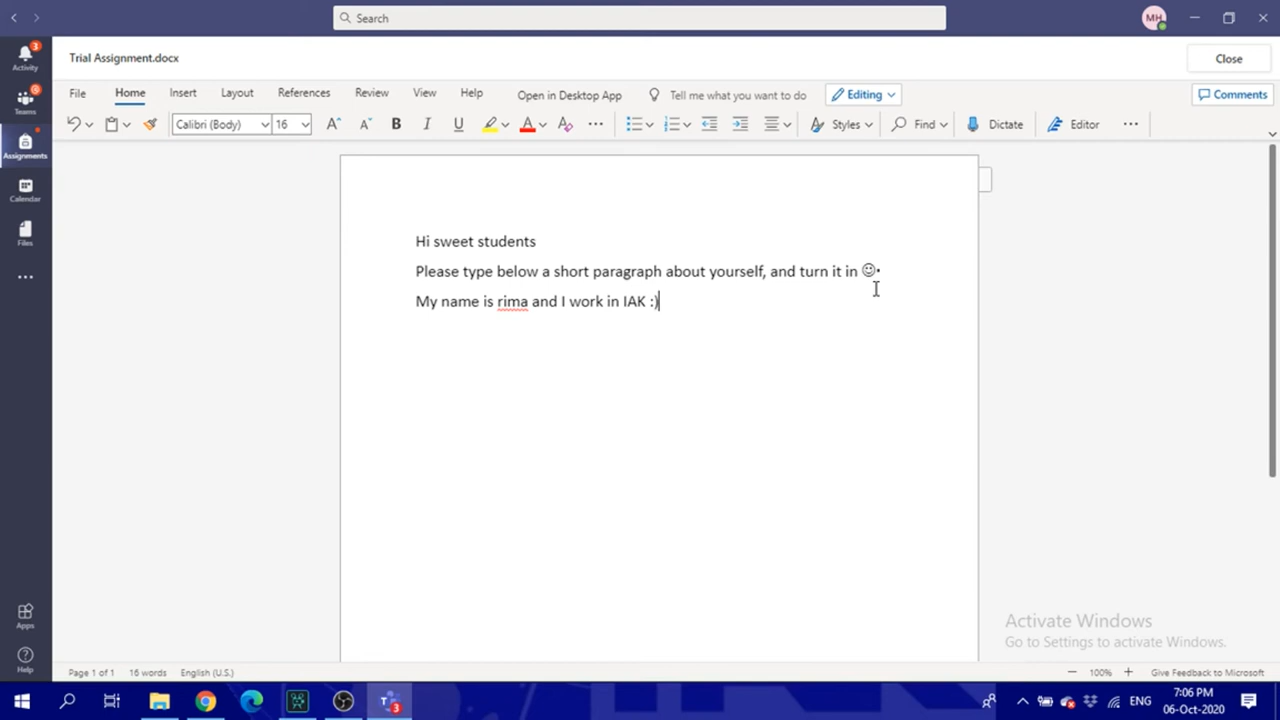 Search
MH
Trial Assignment.docx
Close
Activity
3
Teams
Assignments
Calendar
Files
Apps
Help
File Home Insert Layout References Review View Help Open in Desktop App Tell me what you want to do Editing Comments
Calibri (Body) 16 A A B I U A A Styles Find Dictate Editor
Hi sweet students
Please type below a short paragraph about yourself, and turn it in ☺
My name is rima and I work in IAK :)
Activate Windows
Go to Settings to activate Windows.
Page 1 of 1 16 words English (U.S.) 100% Give Feedback to Microsoft
3
ENG
7:06 PM
06-Oct-2020